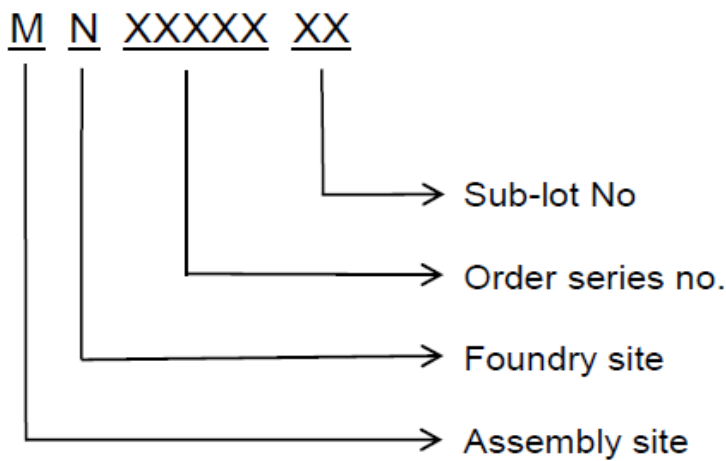 M N XXXXX XX
Sub-lot No
Order series no.
Foundry site
Assembly site